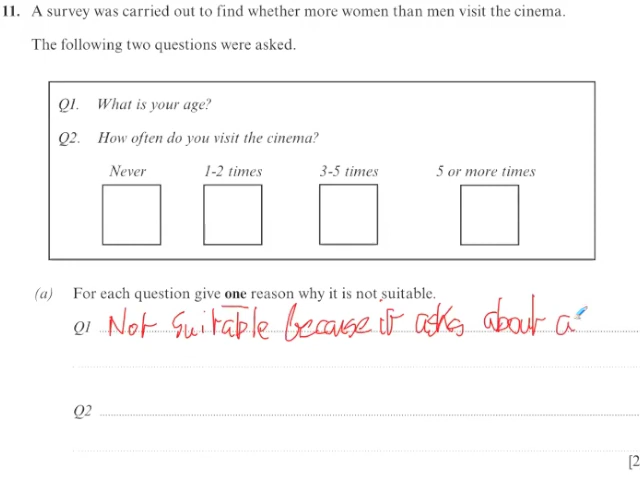 11. A survey was carried out to find whether more women than men visit the cinema.
The following two questions were asked.
Q1. What is your age?
Q2. How often do you visit the cinema?
Never 1-2 times 3-5 times 5 or more times
(a) For each question give one reason why it is not suitable.
Q1 Not suitable because it asks about a
Q2
[2